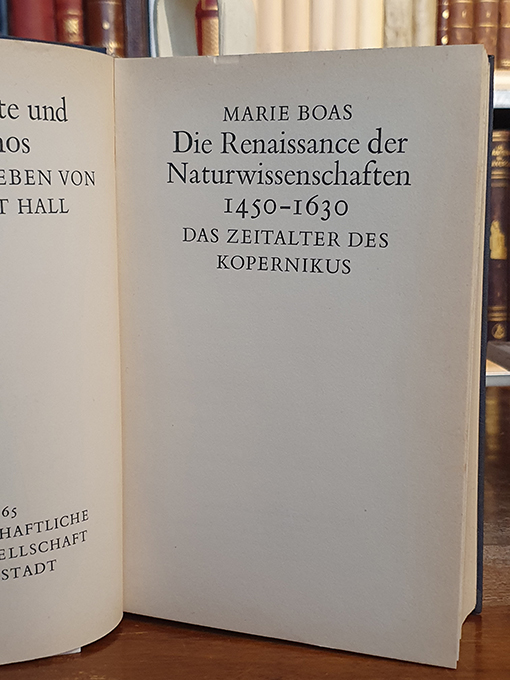 te und
nos
EBEN VON
T HALL
65
HAFTLICHE
ELLSCHAFT
STADT
MARIE BOAS
Die Renaissance der
Naturwissenschaften
1450–1630
DAS ZEITALTER DES
KOPERNIKUS